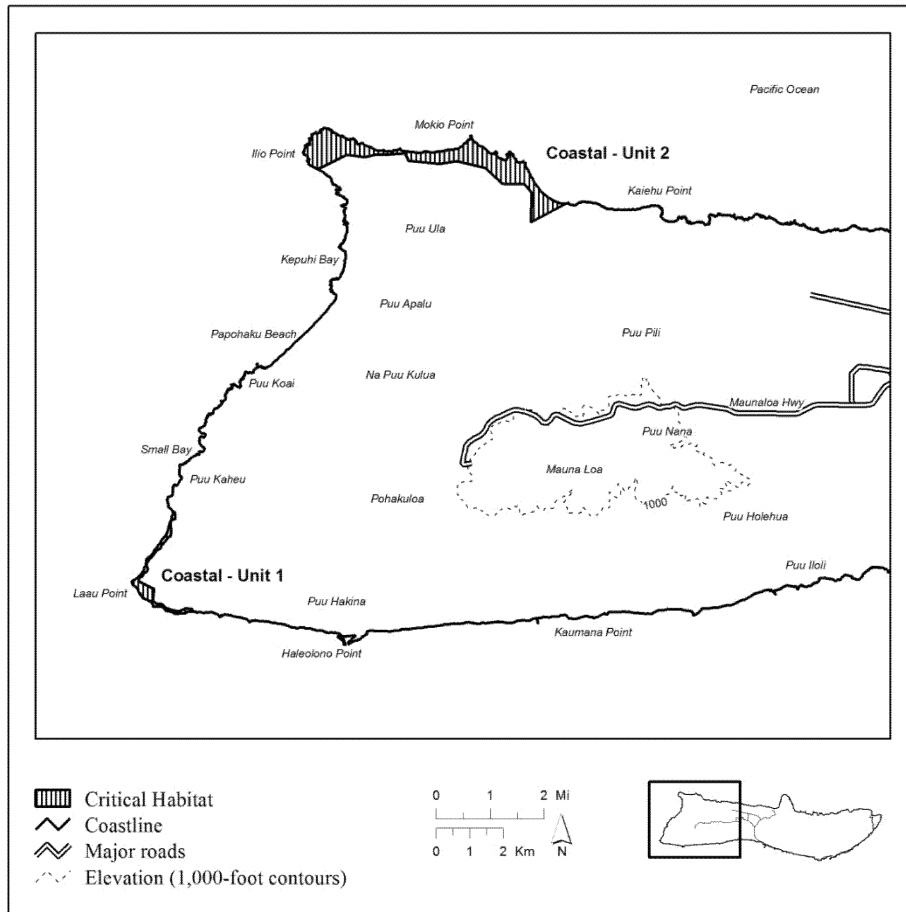 Pacific Ocean
Mokio Point
Ilio Point
Coastal - Unit 2
Kaiehu Point
Puu Ula
Kepuhi Bay
Puu Apalu
Papohaku Beach
Puu Pili
Na Puu Kulua
Puu Koai
Maunaloa Hwy
Puu Nana
Small Bay
Mauna Loa
Puu Kaheu
Pohakuloa
1000
Puu Holehua
Puu Iloli
Coastal - Unit 1
Laau Point
Puu Hakina
Kaumana Point
Haleolono Point
Critical Habitat
Coastline
Major roads
Elevation (1,000-foot contours)
0 1 2 Mi
0 1 2 Km
N